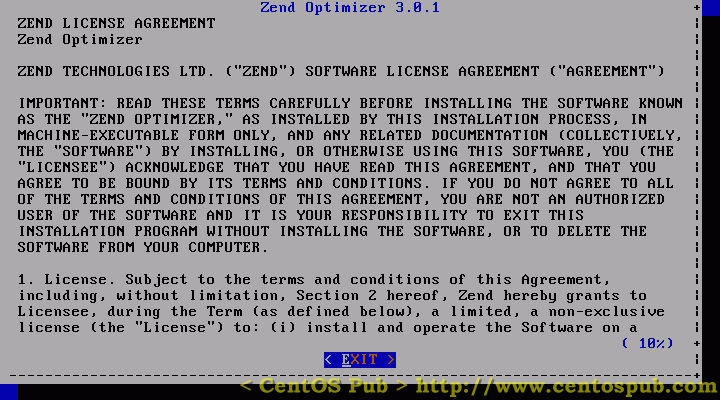 Zend Optimizer 3.0.1
ZEND LICENSE AGREEMENT
Zend Optimizer
ZEND TECHNOLOGIES LTD. ("ZEND") SOFTWARE LICENSE AGREEMENT ("AGREEMENT")
IMPORTANT: READ THESE TERMS CAREFULLY BEFORE INSTALLING THE SOFTWARE KNOWN
AS THE "ZEND OPTIMIZER," AS INSTALLED BY THIS INSTALLATION PROCESS, IN
MACHINE-EXECUTABLE FORM ONLY, AND ANY RELATED DOCUMENTATION (COLLECTIVELY,
THE "SOFTWARE") BY INSTALLING, OR OTHERWISE USING THIS SOFTWARE, YOU (THE
"LICENSEE") ACKNOWLEDGE THAT YOU HAVE READ THIS AGREEMENT, AND THAT YOU
AGREE TO BE BOUND BY ITS TERMS AND CONDITIONS. IF YOU DO NOT AGREE TO ALL
OF THE TERMS AND CONDITIONS OF THIS AGREEMENT, YOU ARE NOT AN AUTHORIZED
USER OF THE SOFTWARE AND IT IS YOUR RESPONSIBILITY TO EXIT THIS
INSTALLATION PROGRAM WITHOUT INSTALLING THE SOFTWARE, OR TO DELETE THE
SOFTWARE FROM YOUR COMPUTER.
1. License. Subject to the terms and conditions of this Agreement,
including, without limitation, Section 2 hereof, Zend hereby grants to
Licensee, during the Term (as defined below), a limited, a non-exclusive
license (the "License") to: (i) install and operate the Software on a
( 10%)
< EXIT >
< CentOS Pub > http://www.centospub.com